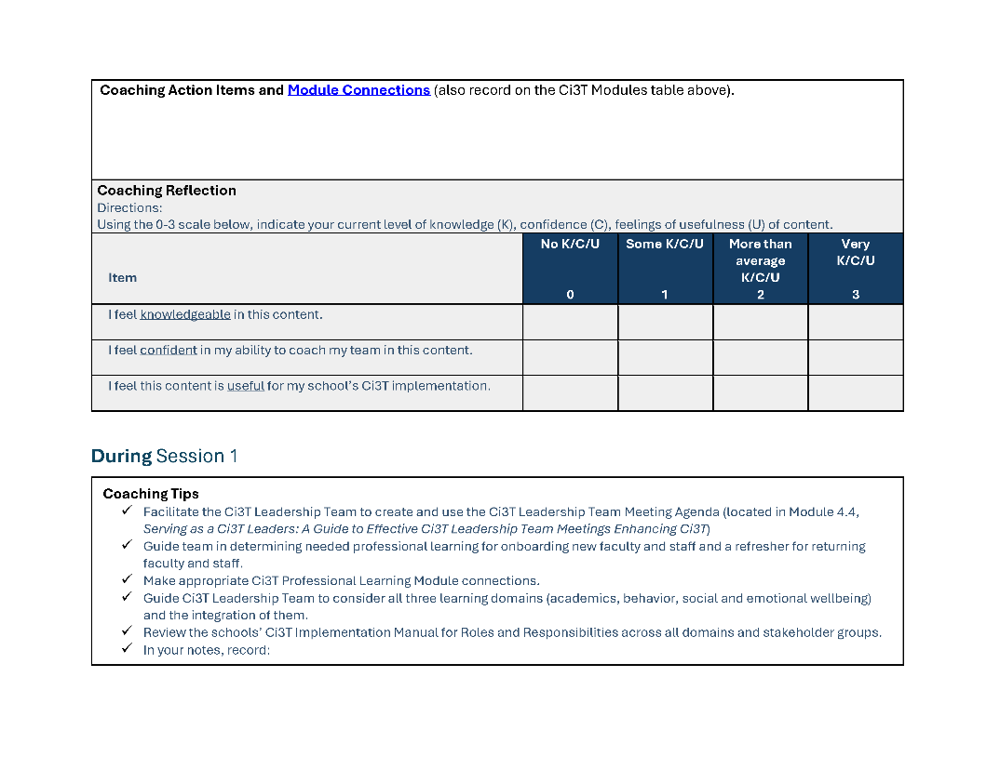 Coaching Action Items and Module Connections (also record on the Ci3T Modules table above).
Coaching Reflection
Directions:
Using the 0-3 scale below, indicate your current level of knowledge (K), confidence (C), feelings of usefulness (U) of content.
Item
No K/C/U
0
Some K/C/U
1
More than
average
K/C/U
2
Very
K/C/U
3
I feel knowledgeable in this content.
I feel confident in my ability to coach my team in this content.
I feel this content is useful for my school's Ci3T implementation.
During Session 1
Coaching Tips
✓ Facilitate the Ci3T Leadership Team to create and use the Ci3T Leadership Team Meeting Agenda (located in Module 4.4,
Serving as a Ci3T Leaders: A Guide to Effective Ci3T Leadership Team Meetings Enhancing Ci3T)
✓ Guide team in determining needed professional learning for onboarding new faculty and staff and a refresher for returning
faculty and staff.
✓ Make appropriate Ci3T Professional Learning Module connections.
✓ Guide Ci3T Leadership Team to consider all three learning domains (academics, behavior, social and emotional wellbeing)
and the integration of them.
✓ Review the schools' Ci3T Implementation Manual for Roles and Responsibilities across all domains and stakeholder groups.
✓ In your notes, record: